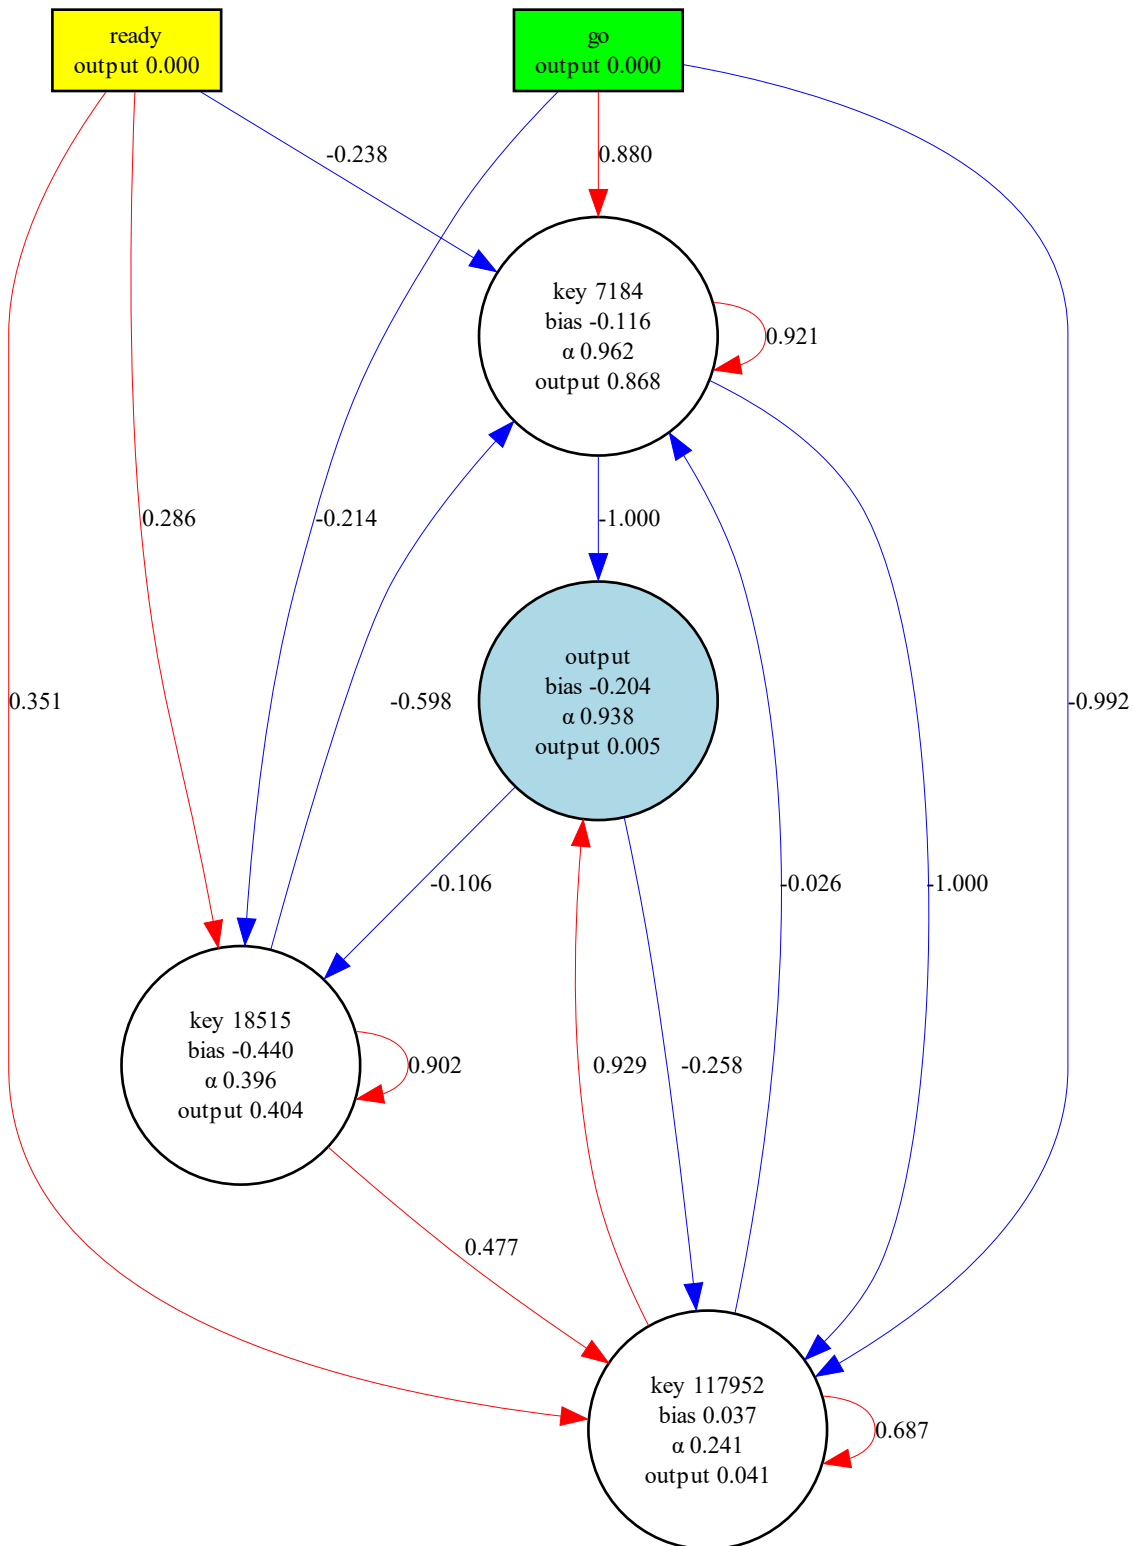 ready
output 0.000
go
output 0.000
-0.238
0.880
key 7184
bias -0.116
α 0.962
output 0.868
0.921
0.286
-0.214
-1.000
output
bias -0.204
α 0.938
output 0.005
0.351
-0.598
-0.992
-0.106
-0.026
-1.000
key 18515
bias -0.440
α 0.396
output 0.404
0.902
0.929
-0.258
0.477
key 117952
bias 0.037
α 0.241
output 0.041
0.687